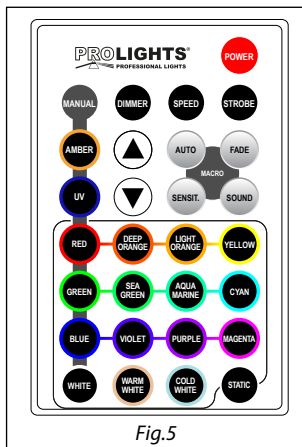 PROLIGHTS®
PROFESSIONAL LIGHTS
POWER
MANUAL DIMMER SPEED STROBE
AMBER AUTO FADE
MACRO
UV SENSIT. SOUND
RED DEEP ORANGE LIGHT ORANGE YELLOW
GREEN SEA GREEN AQUA MARINE CYAN
BLUE VIOLET PURPLE MAGENTA
WHITE WARM WHITE COLD WHITE STATIC
Fig.5